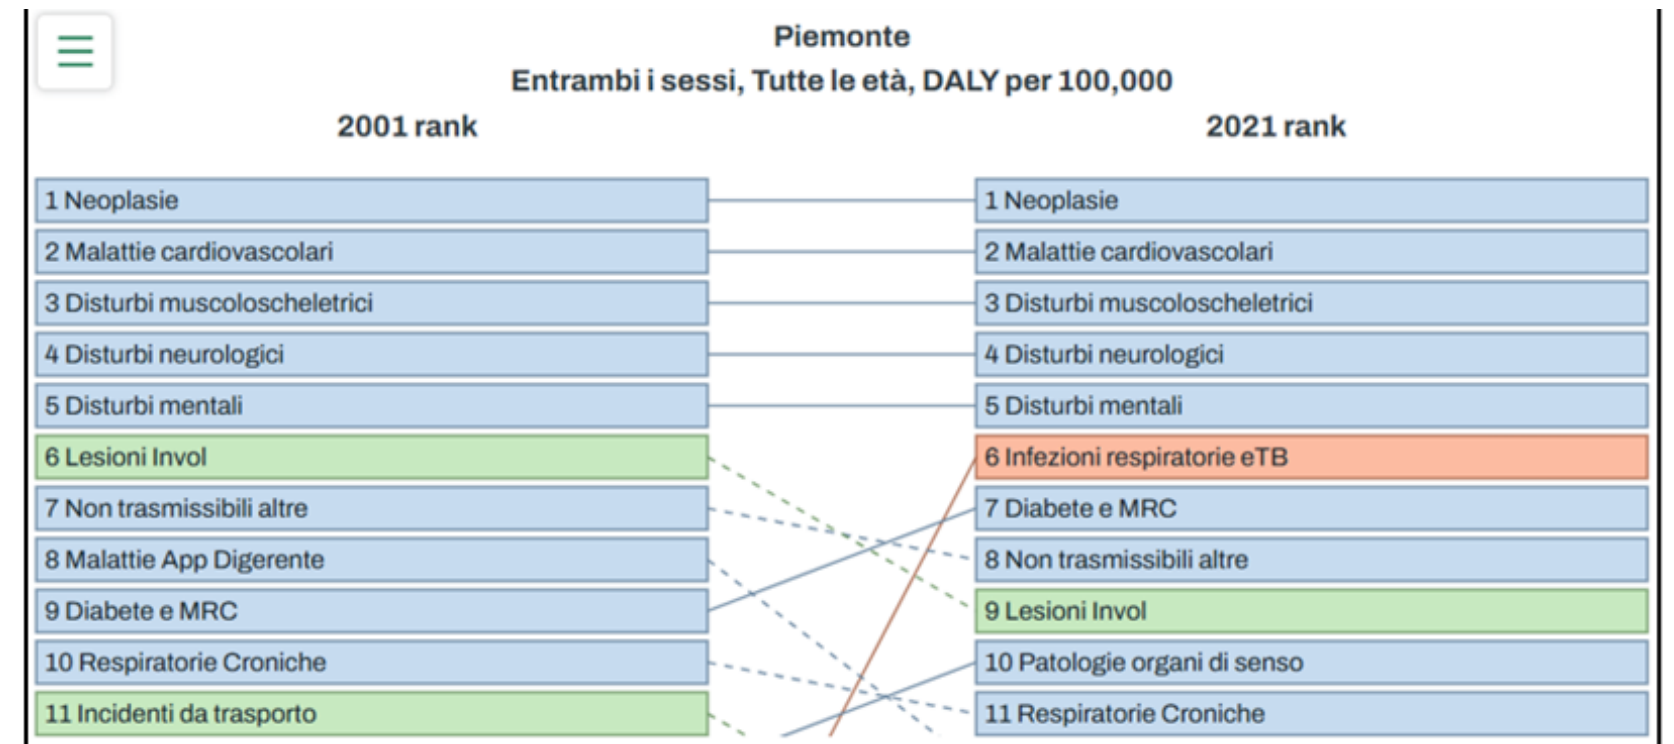 Piemonte
Entrambi i sessi, Tutte le età, DALY per 100,000
2001 rank
2021 rank
1 Neoplasie
2 Malattie cardiovascolari
3 Disturbi muscoloscheletrici
4 Disturbi neurologici
5 Disturbi mentali
6 Lesioni Invol
7 Non trasmissibili altre
8 Malattie App Digerente
9 Diabete e MRC
10 Respiratorie Croniche
11 Incidenti da trasporto
1 Neoplasie
2 Malattie cardiovascolari
3 Disturbi muscoloscheletrici
4 Disturbi neurologici
5 Disturbi mentali
6 Infezioni respiratorie eTB
7 Diabete e MRC
8 Non trasmissibili altre
9 Lesioni Invol
10 Patologie organi di senso
11 Respiratorie Croniche